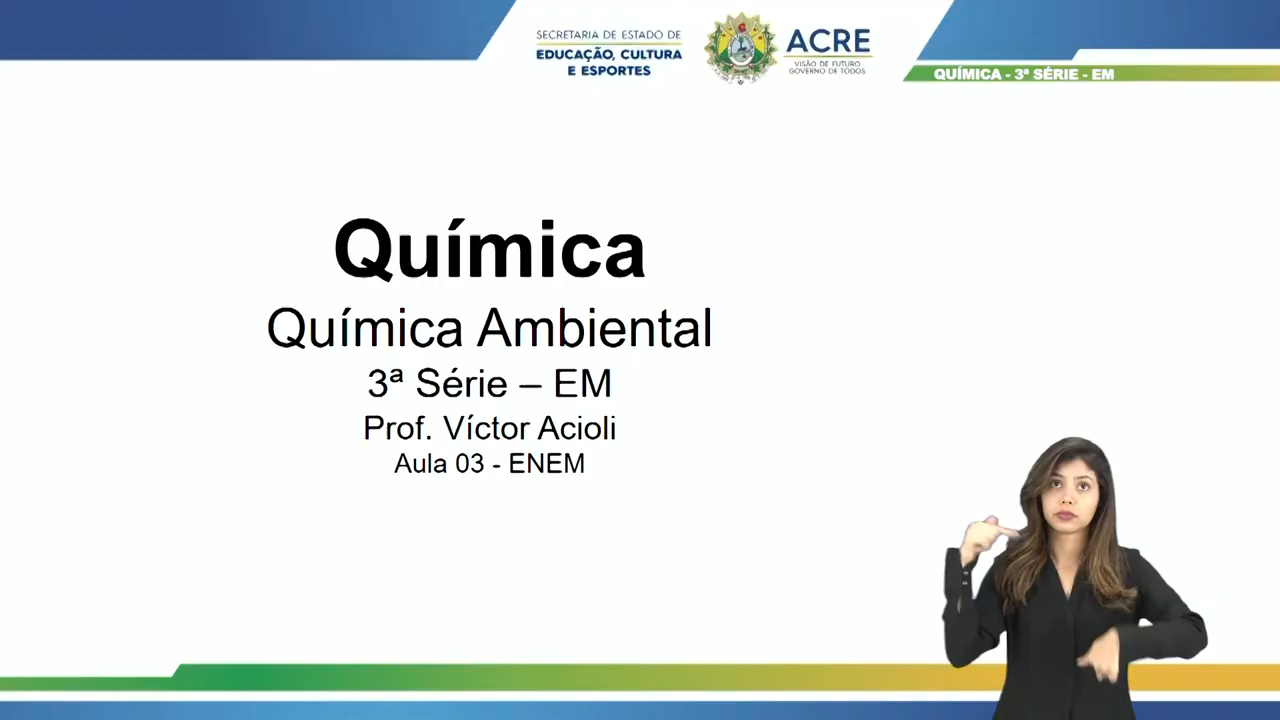 SECRETARIA DE ESTADO DE
EDUCAÇÃO, CULTURA
E ESPORTES
ACRE
VISÃO DE FUTURO
GOVERNO DE TODOS
QUÍMICA - 3ª SÉRIE - EM
Química
Química Ambiental
3ª Série – EM
Prof. Víctor Acioli
Aula 03 - ENEM